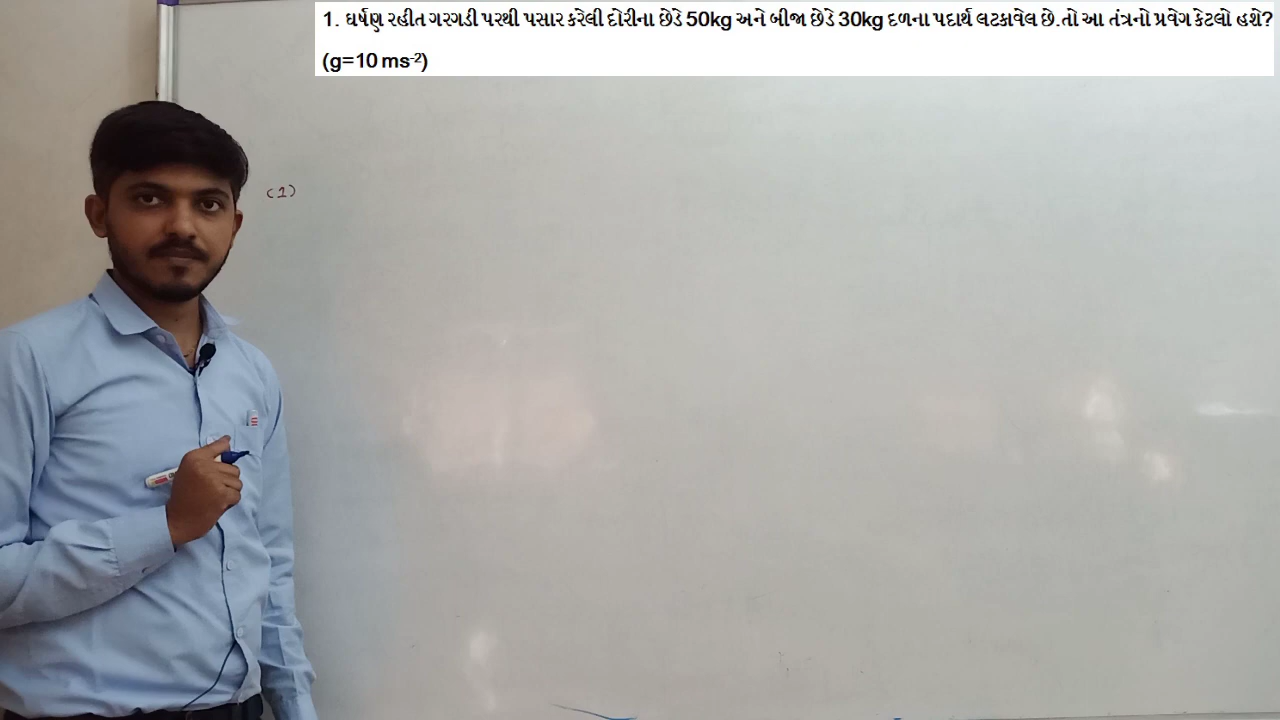 1. ઘર્ષણ રહીત ગરગડી પરથી પસાર કરેલી દોરીના છેડે 50kg અને બીજા છેડે 30kg દળના પદાર્થ લટકાવેલ છે.તો આ તંત્રનો પ્રવેગ કેટલો હશે?
(g=10 ms⁻²)
(1)